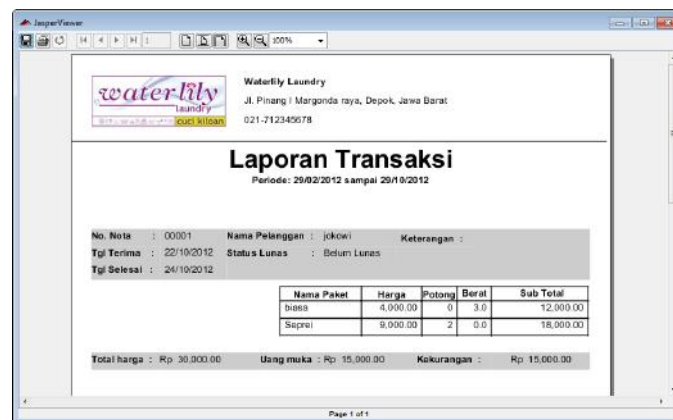 JasperViewer
100%
waterlily
Laundry
cuci kiloan
Waterlily Laundry
Jl. Pinang I Margonda raya, Depok, Jawa Barat
021-712345678
Laporan Transaksi
Periode: 29/02/2012 sampai 29/10/2012
No. Nota : 00001 Nama Pelanggan : jokowi Keterangan :
Tgl Terima : 22/10/2012 Status Lunas : Belum Lunas
Tgl Selesai : 24/10/2012
Nama Paket Harga Potong Berat Sub Total
biasa 4,000.00 0 3.0 12,000.00
Seprei 9,000.00 2 0.0 18,000.00
Total harga : Rp 30,000.00 Uang muka : Rp 15,000.00 Kekurangan : Rp 15,000.00
Page 1 of 1